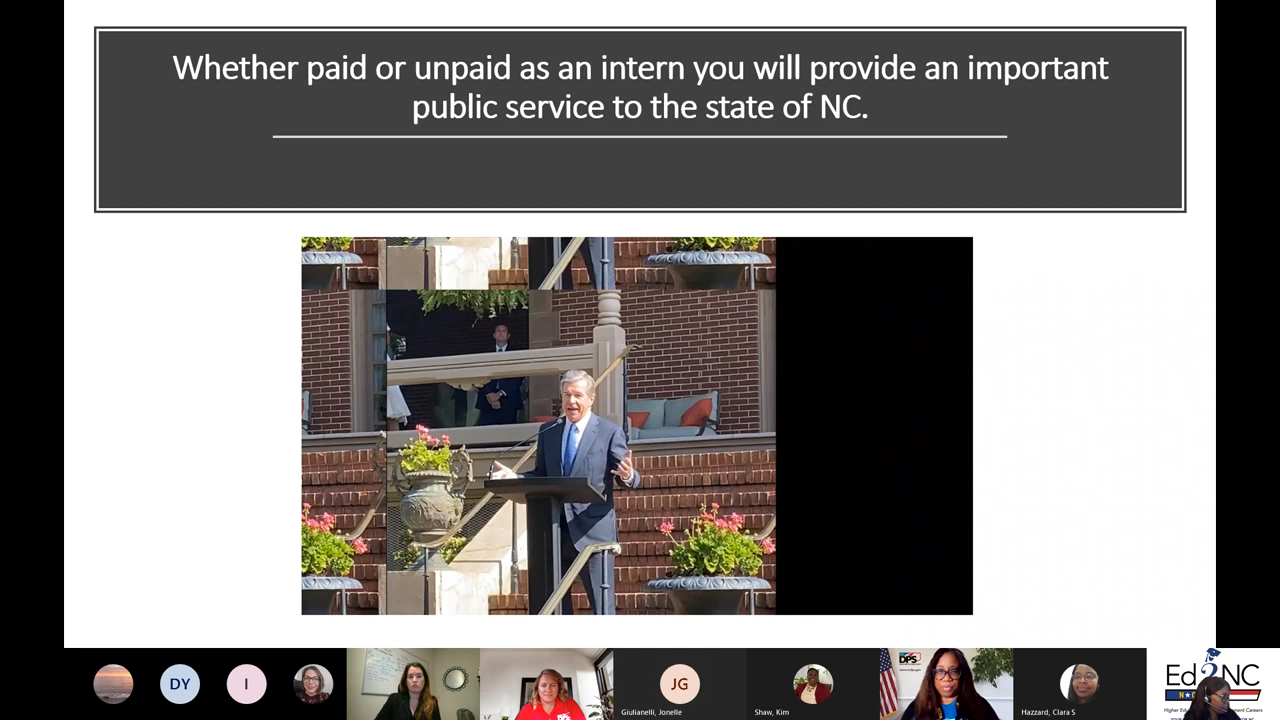 Whether paid or unpaid as an intern you will provide an important
public service to the state of NC.
DY
I
JG
Giulianelli, Jonelle
Shaw, Kim
DPS
Hazzard, Clara S
Ed2NC